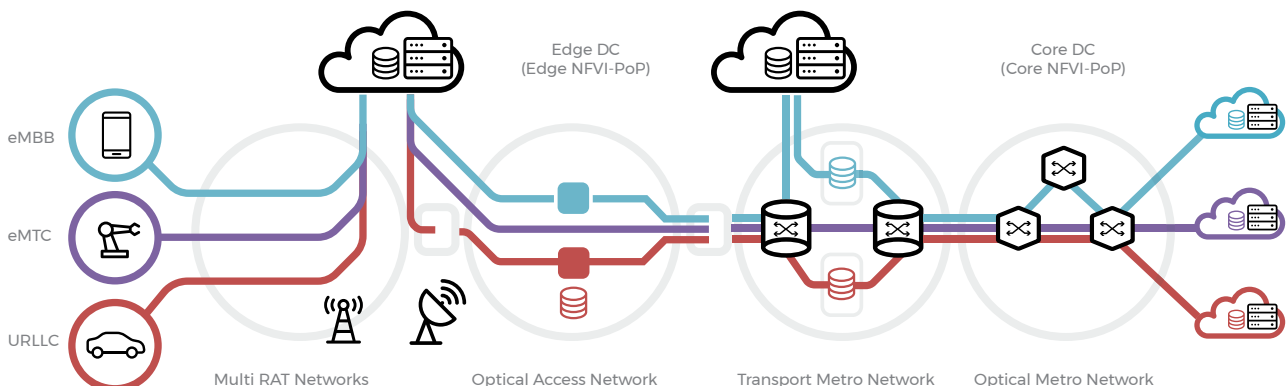 Edge DC
(Edge NFVI-PoP)
Core DC
(Core NFVI-PoP)
eMBB
eMTC
URLLC
Multi RAT Networks
Optical Access Network
Transport Metro Network
Optical Metro Network